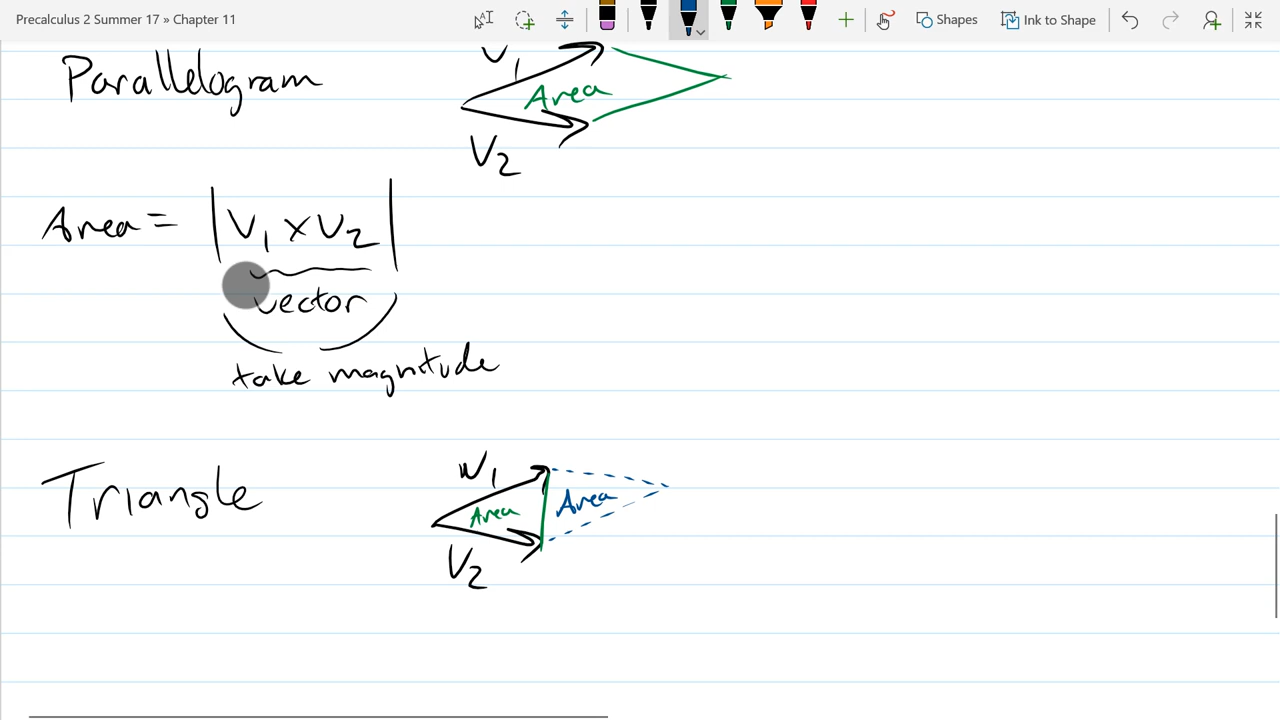 Precalculus 2 Summer 17 » Chapter 11
Shapes
Ink to Shape
Parallelogram
V1
Area
V2
Area = |V1 × V2|
vector
take magnitude
Triangle
V1
Area
Area
V2